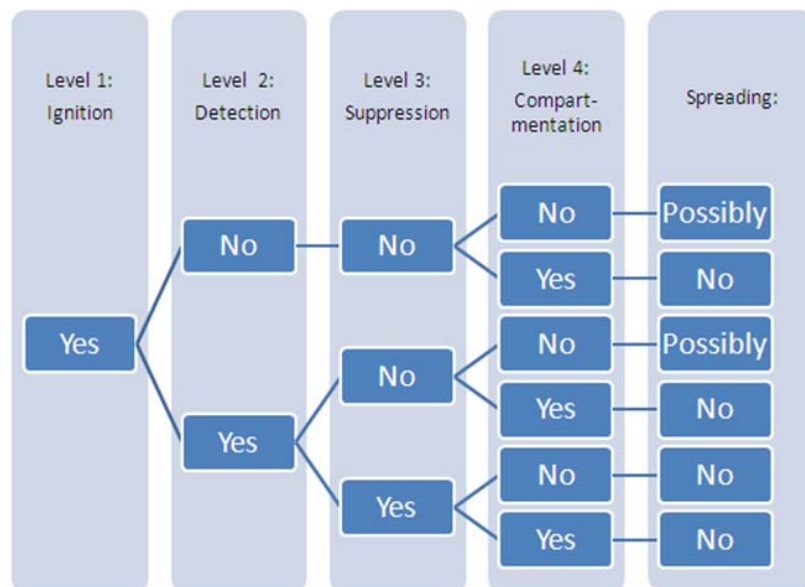 Level 1:
Ignition
Level 2:
Detection
Level 3:
Suppression
Level 4:
Compart-
mentation
Spreading:
Yes
No
Yes
No
No
Yes
No
Yes
No
Yes
No
Yes
Possibly
No
Possibly
No
No
No